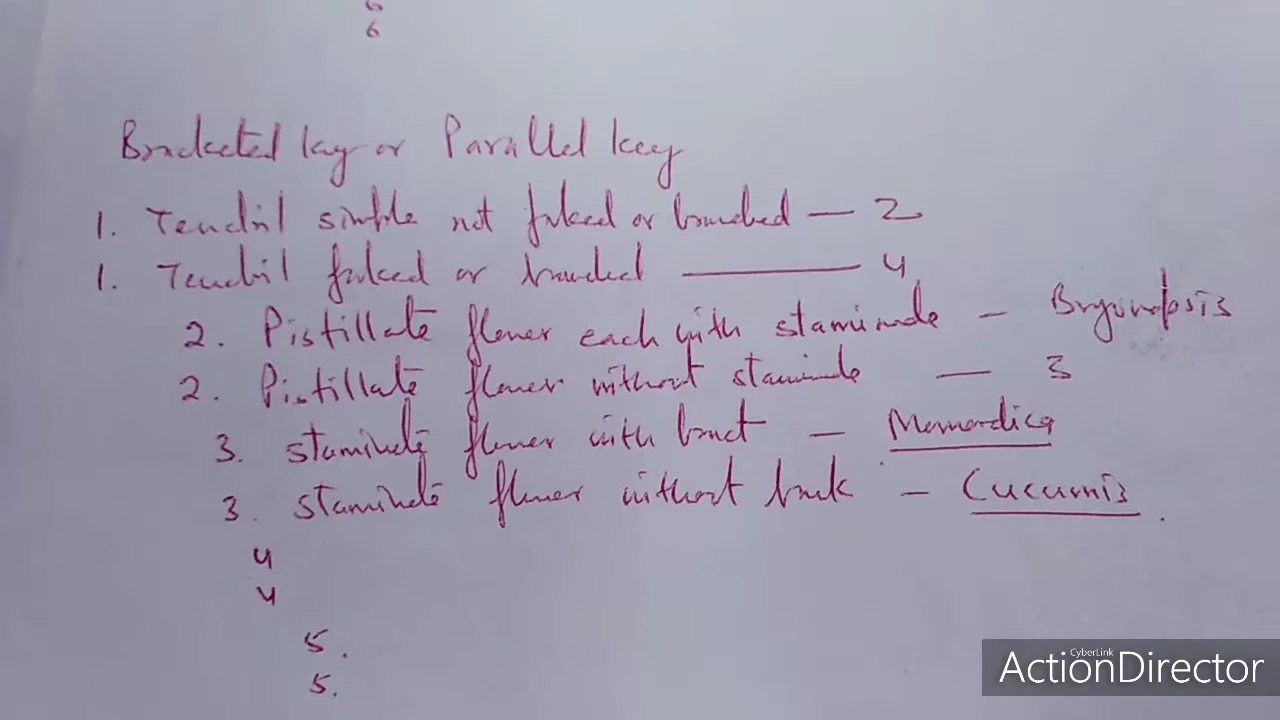 6
6
Bracketed key or Parallel key
1. Tendril simple not forked or branched — 2
1. Tendril forked or branched — 4
2. Pistillate flower each with staminode — Bryonopsis
2. Pistillate flower without staminode — 3
3. staminate flower with bract — Momordica
3. staminate flower without bract — Cucumis.
4
4
5.
5.
CyberLink
ActionDirector